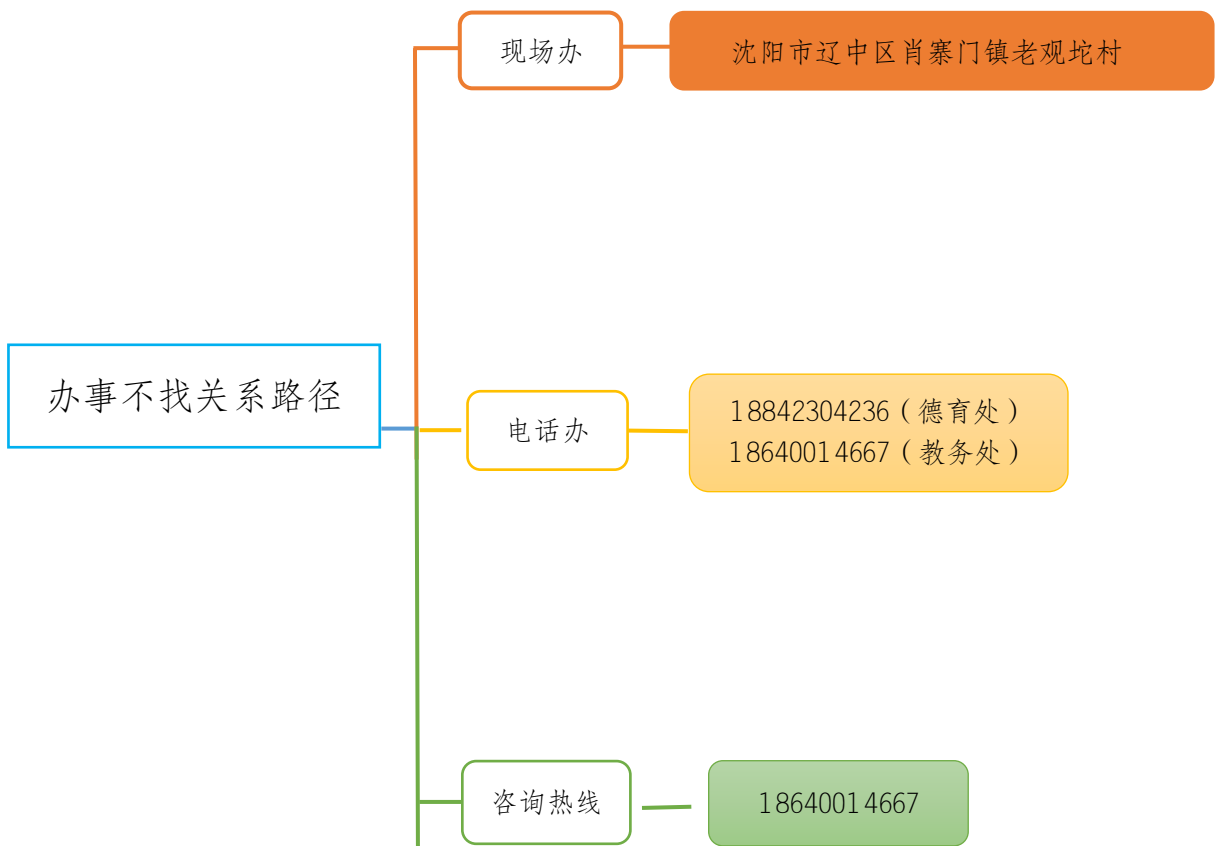 现场办
沈阳市辽中区肖寨门镇老观坨村
办事不找关系路径
电话办
18842304236（德育处）
18640014667（教务处）
咨询热线
18640014667